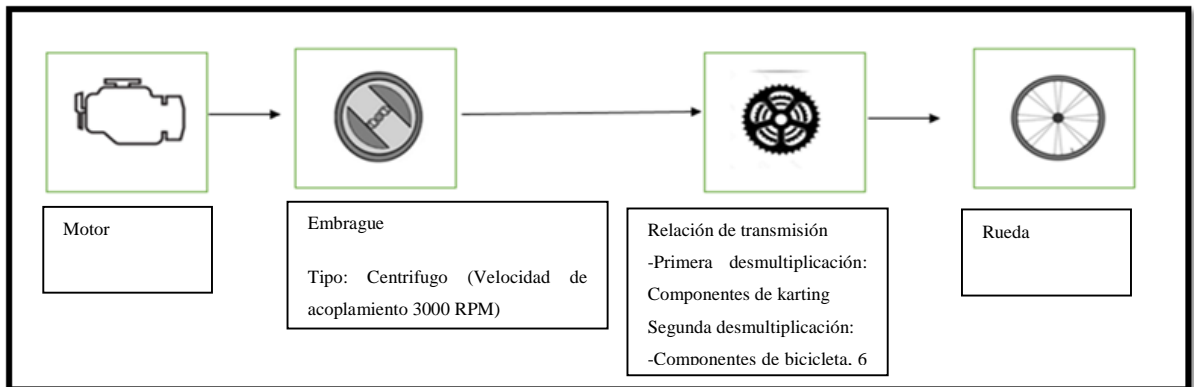 Motor
Embrague
Tipo: Centrifugo (Velocidad de
acoplamiento 3000 RPM)
Relación de transmisión
-Primera desmultiplicación:
Componentes de karting
Segunda desmultiplicación:
-Componentes de bicicleta, 6
Rueda